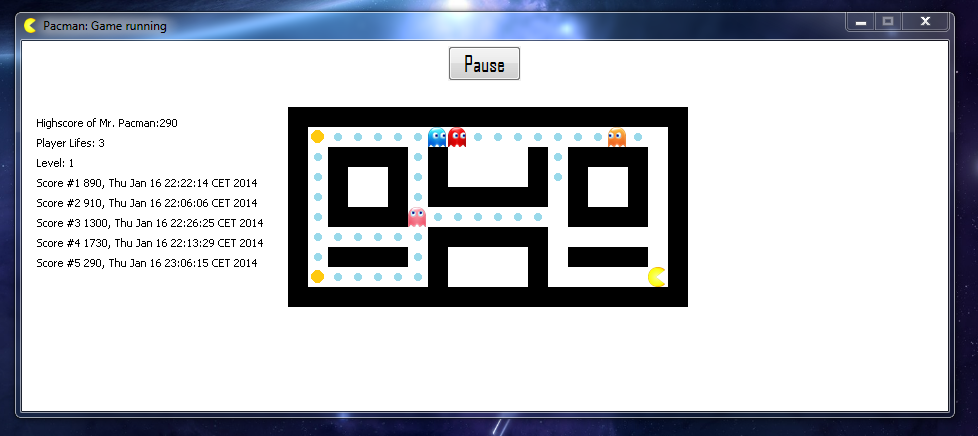 Pacman: Game running
Pause
Highscore of Mr. Pacman:290
Player Lifes: 3
Level: 1
Score #1 890, Thu Jan 16 22:22:14 CET 2014
Score #2 910, Thu Jan 16 22:06:06 CET 2014
Score #3 1300, Thu Jan 16 22:26:25 CET 2014
Score #4 1730, Thu Jan 16 22:13:29 CET 2014
Score #5 290, Thu Jan 16 23:06:15 CET 2014